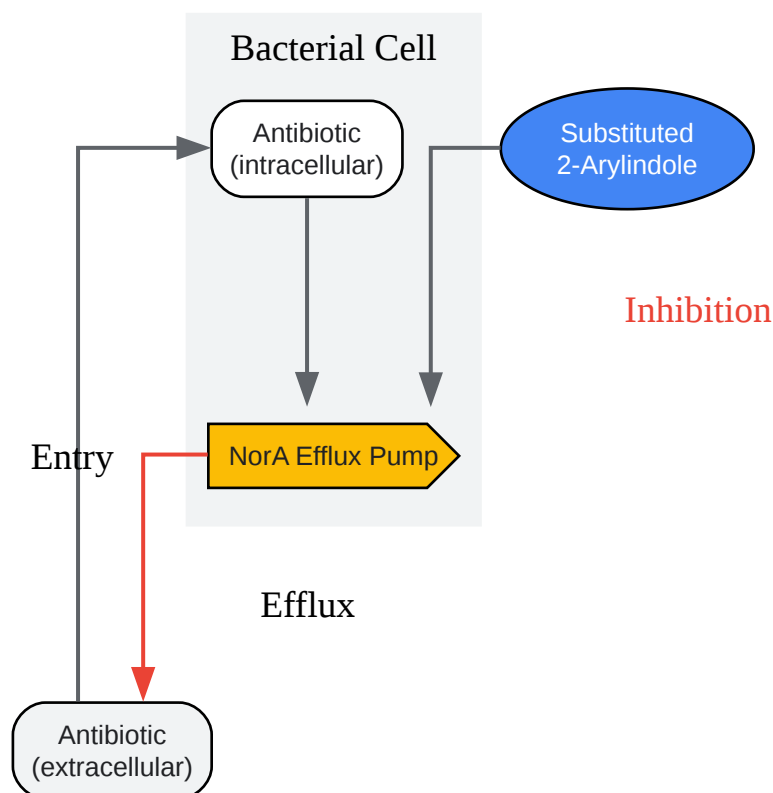 Bacterial Cell
Antibiotic
(intracellular)
Substituted
2-Arylindole
Inhibition
Entry
NorA Efflux Pump
Efflux
Antibiotic
(extracellular)